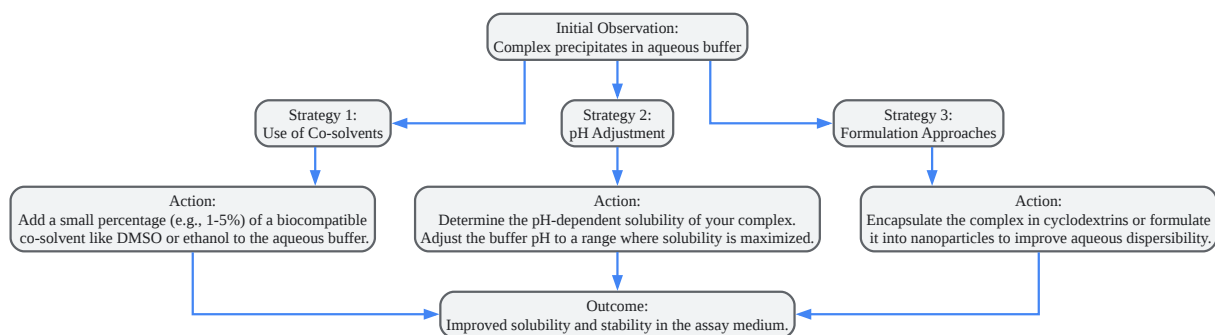 Initial Observation:
Complex precipitates in aqueous buffer
Strategy 1:
Use of Co-solvents
Strategy 2:
pH Adjustment
Strategy 3:
Formulation Approaches
Action:
Add a small percentage (e.g., 1-5%) of a biocompatible
co-solvent like DMSO or ethanol to the aqueous buffer.
Action:
Determine the pH-dependent solubility of your complex.
Adjust the buffer pH to a range where solubility is maximized.
Action:
Encapsulate the complex in cyclodextrins or formulate
it into nanoparticles to improve aqueous dispersibility.
Outcome:
Improved solubility and stability in the assay medium.